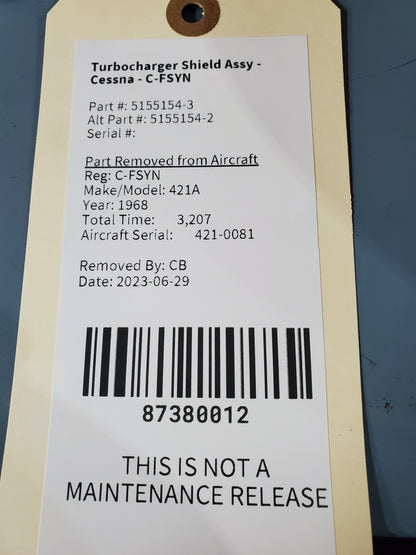 Turbocharger Shield Assy -
Cessna - C-FSYN
Part #: 5155154-3
Alt Part #: 5155154-2
Serial #:
Part Removed from Aircraft
Reg: C-FSYN
Make/Model: 421A
Year: 1968
Total Time: 3,207
Aircraft Serial: 421-0081
Removed By: CB
Date: 2023-06-29
87380012
THIS IS NOT A
MAINTENANCE RELEASE